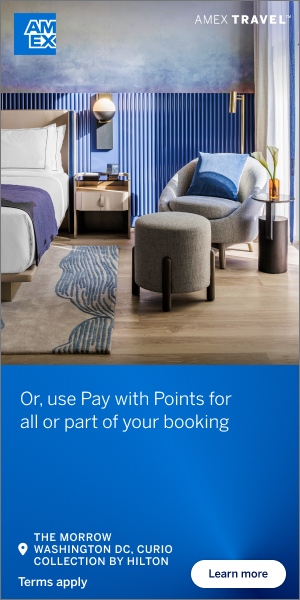 AM
EX
AMEX TRAVEL™
Or, use Pay with Points for
all or part of your booking
THE MORROW
WASHINGTON DC, CURIO
COLLECTION BY HILTON
Terms apply
Learn more